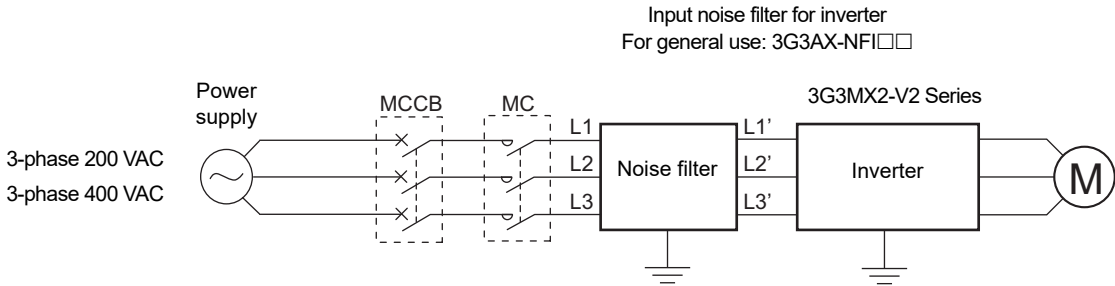 Input noise filter for inverter
For general use: 3G3AX-NFI□□
Power
supply
MCCB
MC
3G3MX2-V2 Series
3-phase 200 VAC
3-phase 400 VAC
L1
L2
L3
Noise filter
L1’
L2’
L3’
Inverter
M